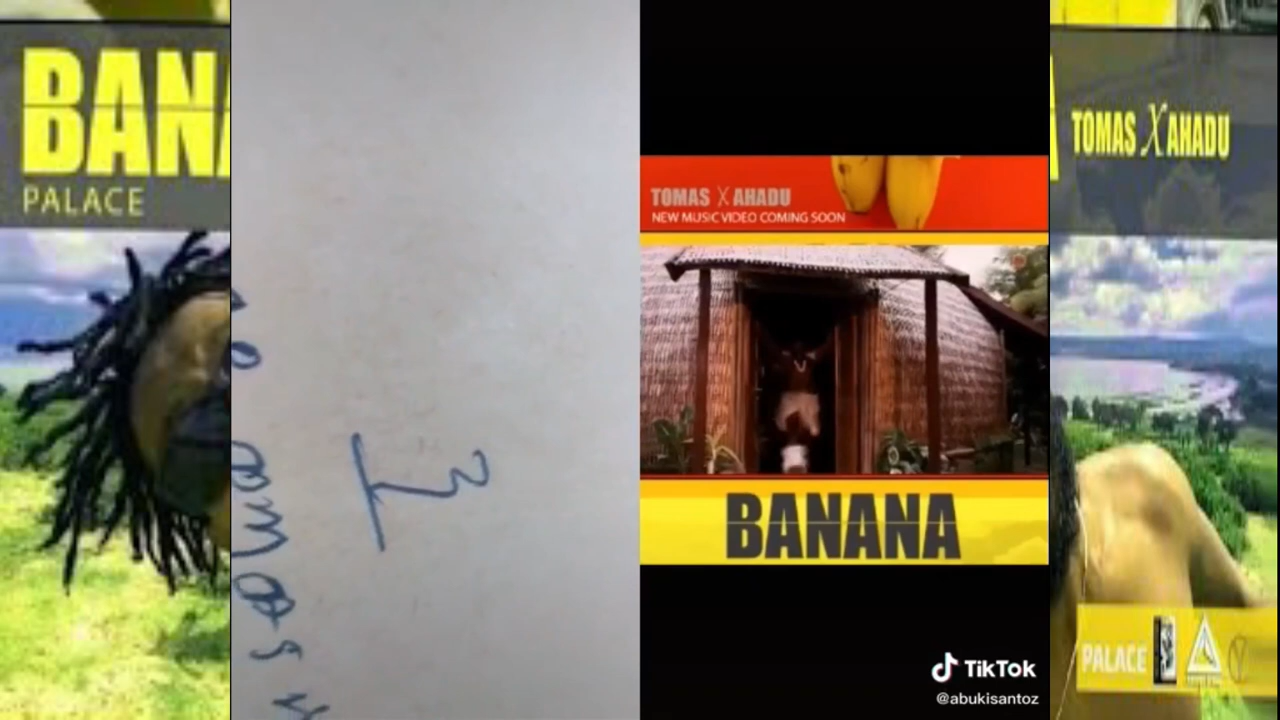 BANA
PALACE
TOMAS X AHADU
NEW MUSIC VIDEO COMING SOON
BANANA
TikTok
@abukisantoz
TOMAS X AHADU
PALACE